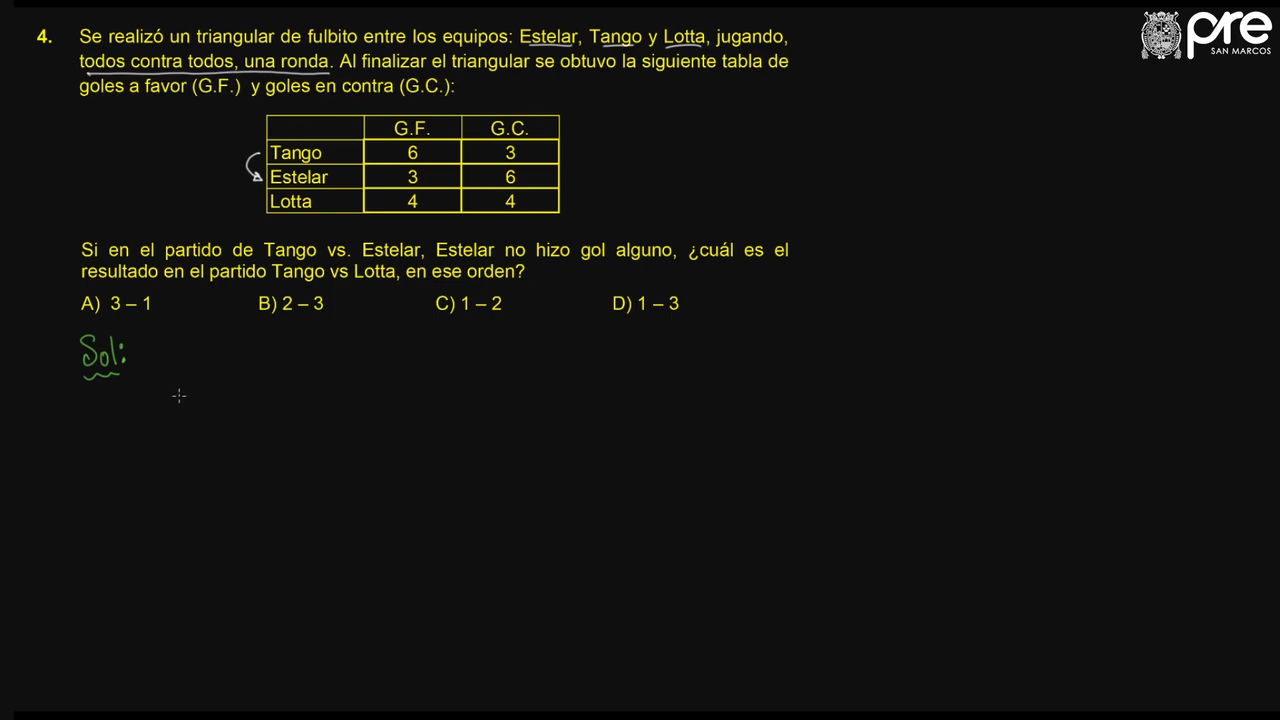 pre
SAN MARCOS
4. Se realizó un triangular de fulbito entre los equipos: Estelar, Tango y Lotta, jugando,
todos contra todos, una ronda. Al finalizar el triangular se obtuvo la siguiente tabla de
goles a favor (G.F.) y goles en contra (G.C.):
G.F. G.C.
Tango 6 3
Estelar 3 6
Lotta 4 4
Si en el partido de Tango vs. Estelar, Estelar no hizo gol alguno, ¿cuál es el
resultado en el partido Tango vs Lotta, en ese orden?
A) 3 – 1 B) 2 – 3 C) 1 – 2 D) 1 – 3
Sol: